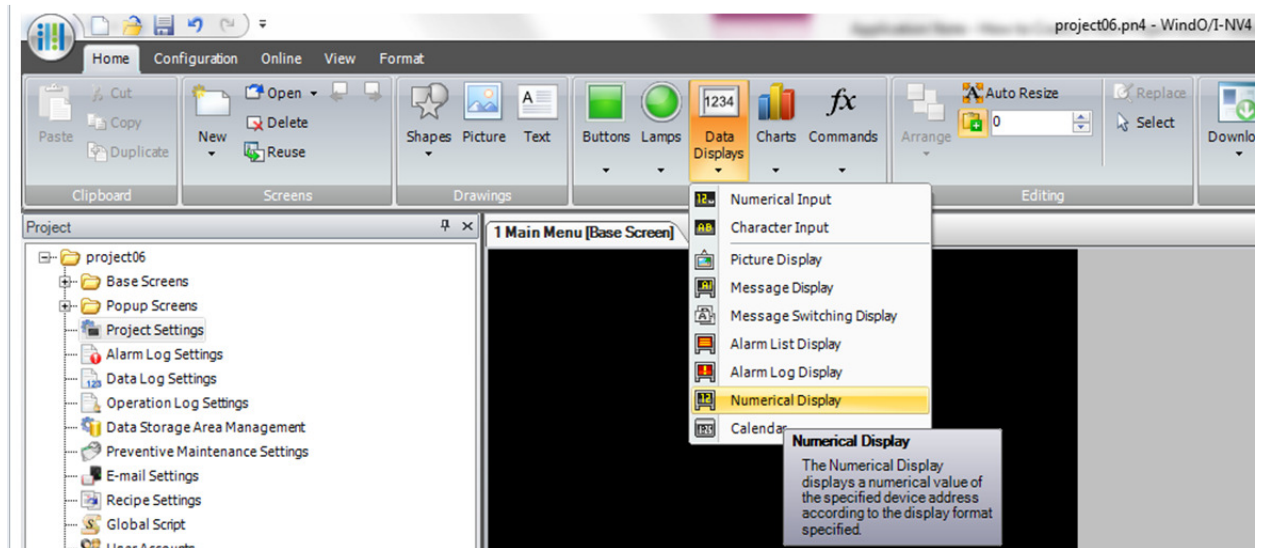 project06.pn4 - WindO/I-NV4
Home Configuration Online View Format
Paste
Cut
Copy
Duplicate
Clipboard
New
Open
Delete
Reuse
Screens
Shapes Picture Text
Drawings
Buttons Lamps Data Displays Charts Commands
1234
fx
Arrange
Auto Resize
0
Replace
Select
Editing
Downlo
Project
1 Main Menu [Base Screen]
project06
Base Screens
Popup Screens
Project Settings
Alarm Log Settings
Data Log Settings
Operation Log Settings
Data Storage Area Management
Preventive Maintenance Settings
E-mail Settings
Recipe Settings
Global Script
User Accounts
Numerical Input
Character Input
Picture Display
Message Display
Message Switching Display
Alarm List Display
Alarm Log Display
Numerical Display
Calendar
Numerical Display
The Numerical Display
displays a numerical value of
the specified device address
according to the display format
specified.